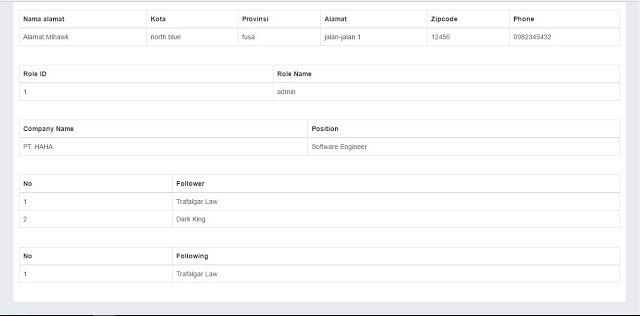 Nama alamat Kota Provinsi Alamat Zipcode Phone
Alamat Mihawk north blue fusa jalan-jalan 1 12456 0982345432
Role ID Role Name
1 admin
Company Name Position
PT. HAHA Software Engineer
No Follower
1 Trafalgar Law
2 Dark King
No Following
1 Trafalgar Law